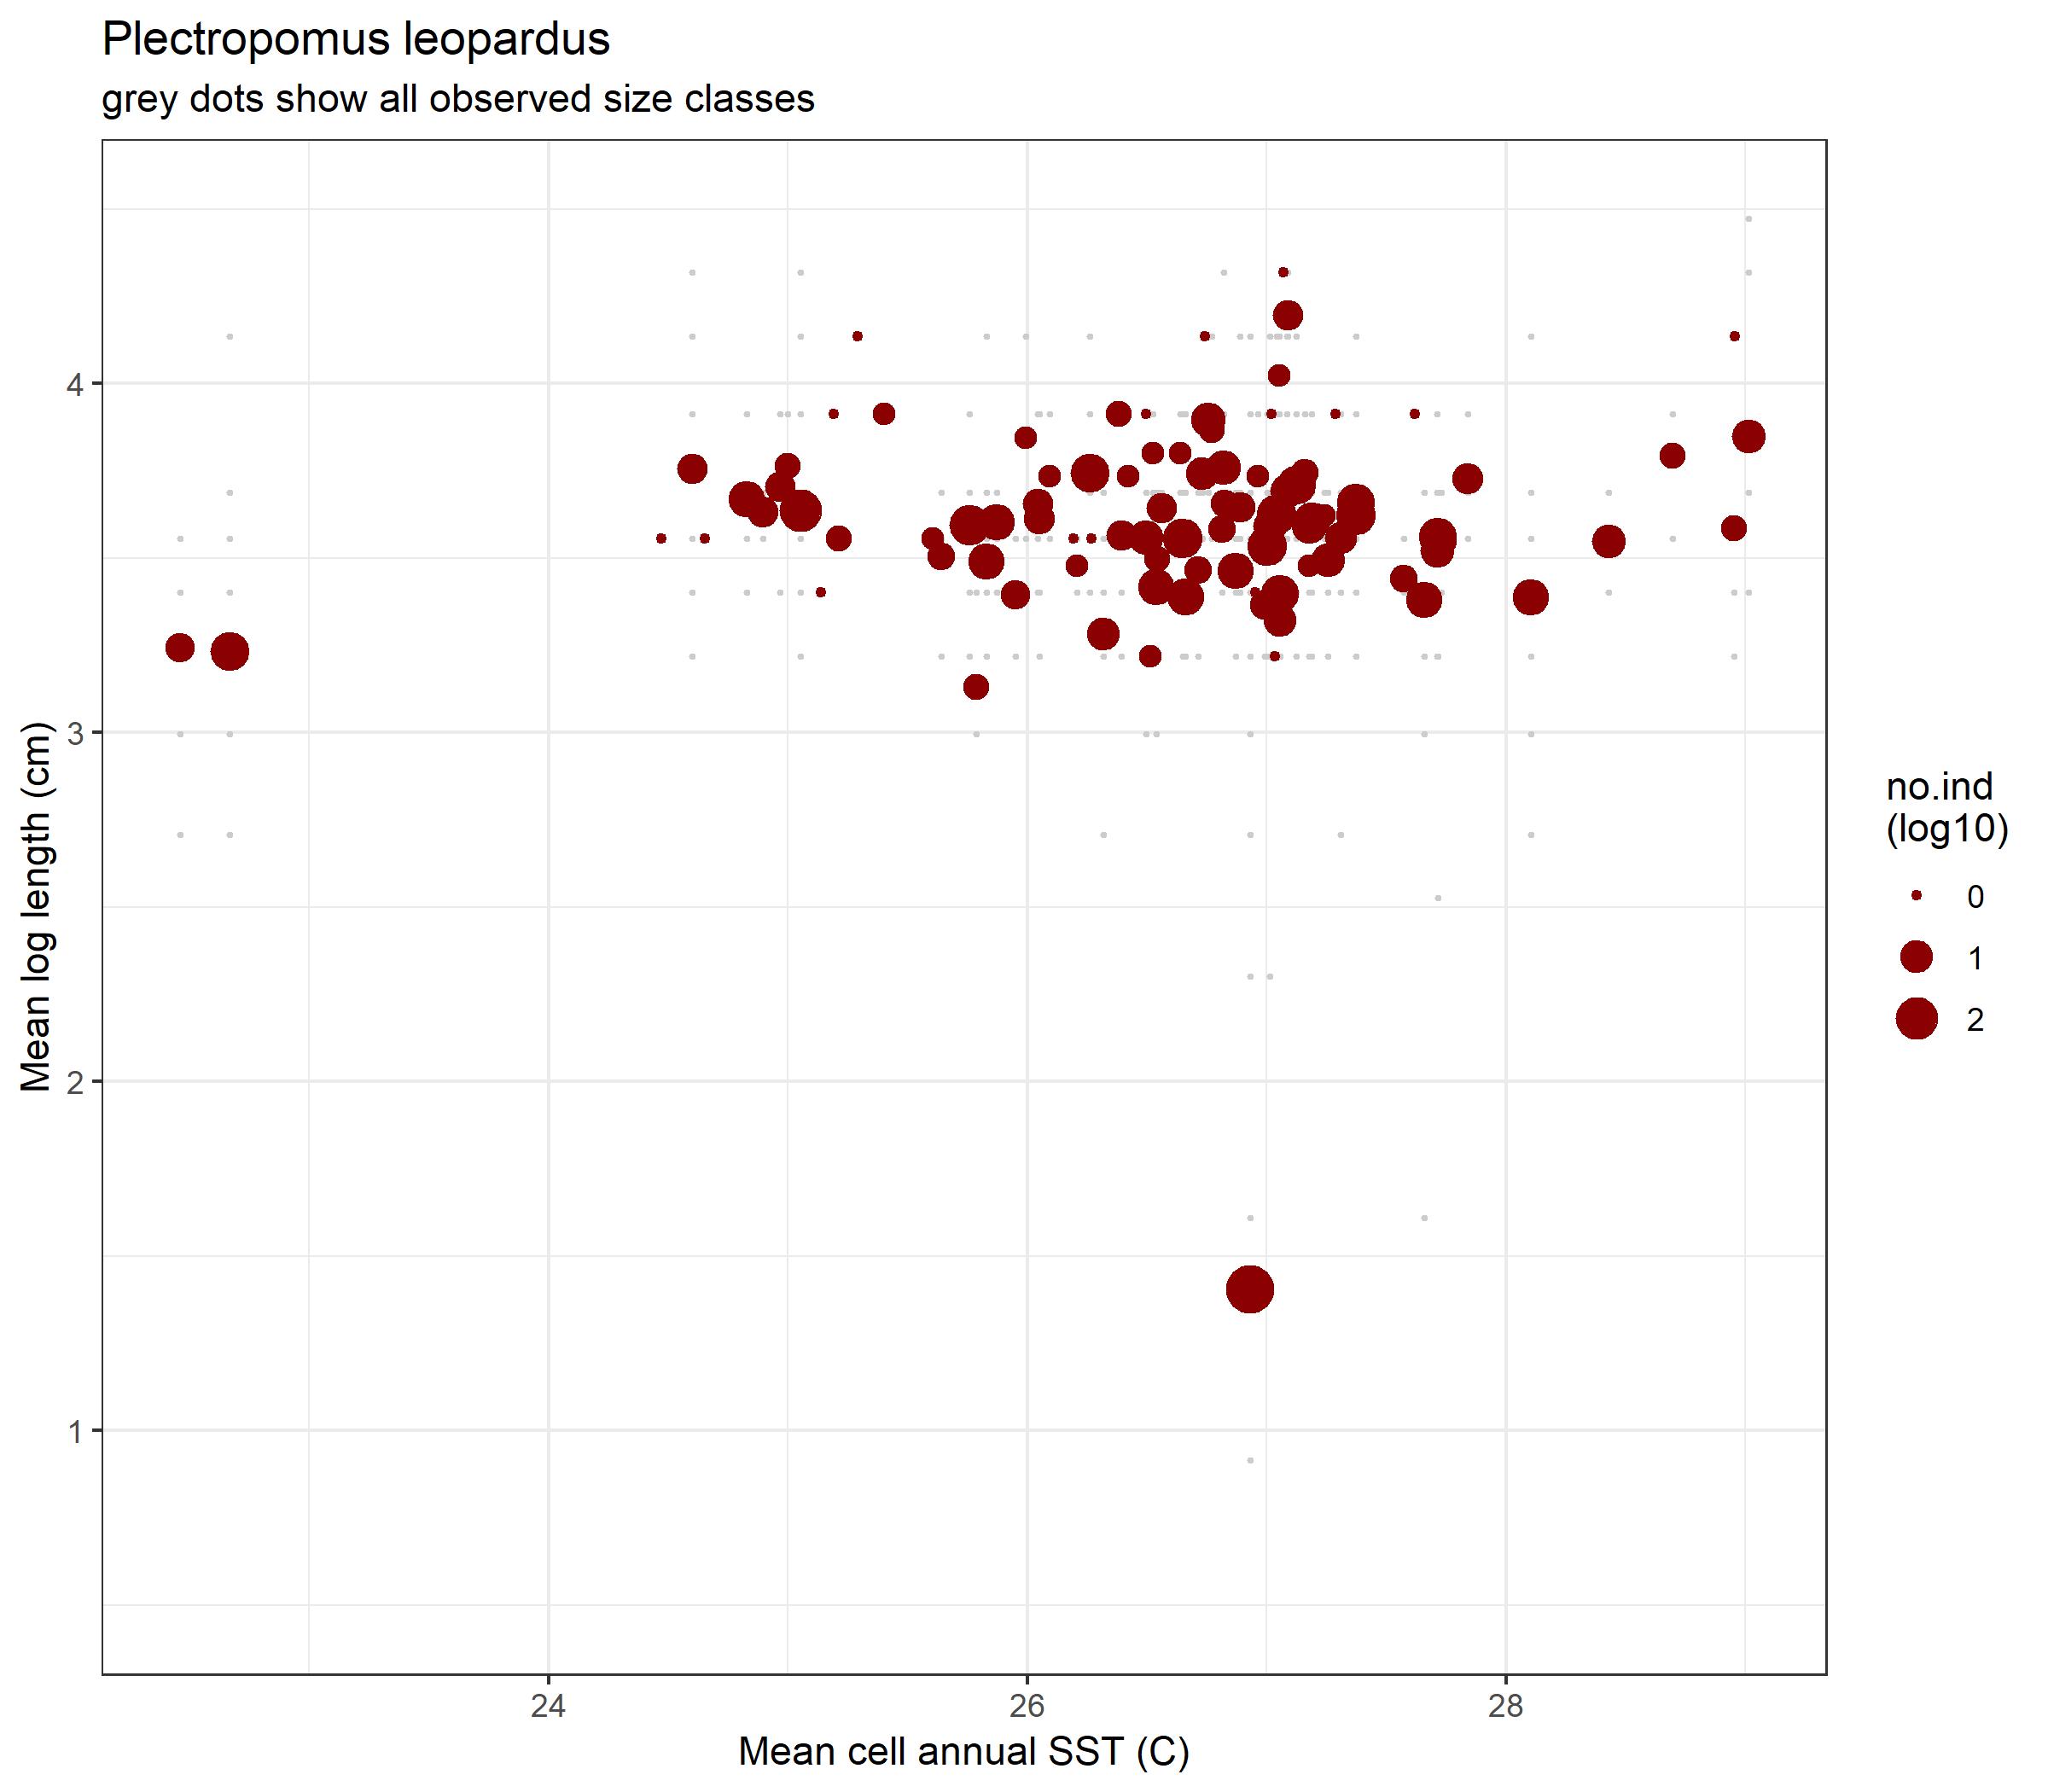 Plectropomus leopardus
grey dots show all observed size classes
Mean log length (cm)
4
3
2
1
24
26
28
Mean cell annual SST (C)
no.ind
(log10)
0
1
2